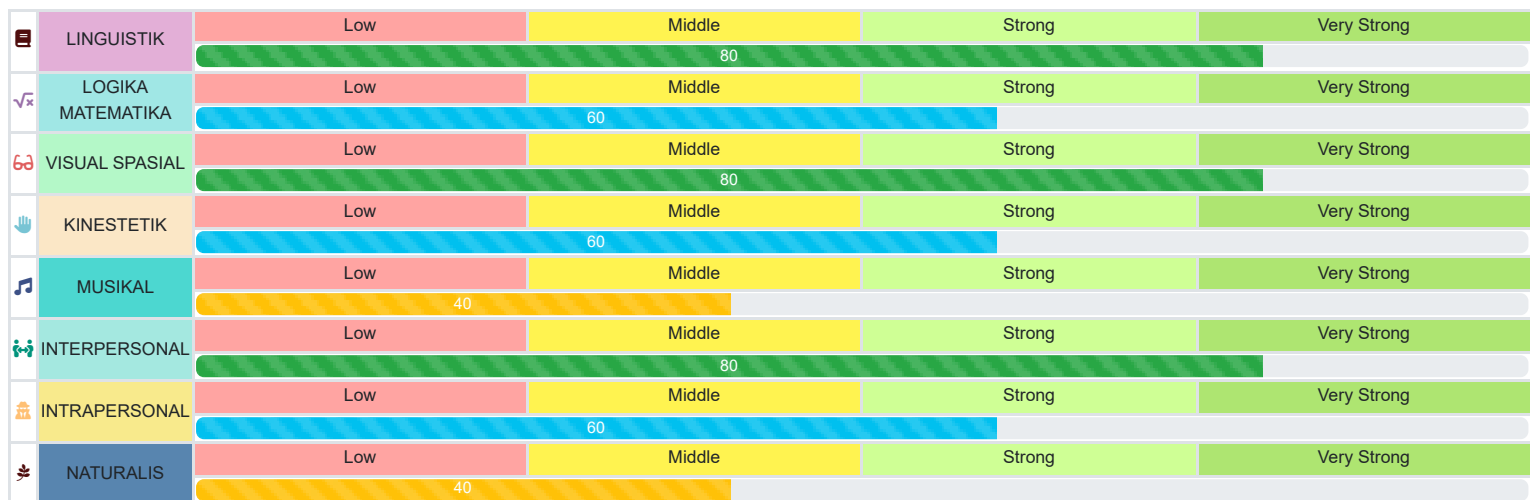 Low Middle Strong Very Strong
LINGUISTIK
80
Low Middle Strong Very Strong
LOGIKA
MATEMATIKA
60
Low Middle Strong Very Strong
VISUAL SPASIAL
80
Low Middle Strong Very Strong
KINESTETIK
60
Low Middle Strong Very Strong
MUSIKAL
40
Low Middle Strong Very Strong
INTERPERSONAL
80
Low Middle Strong Very Strong
INTRAPERSONAL
60
Low Middle Strong Very Strong
NATURALIS
40